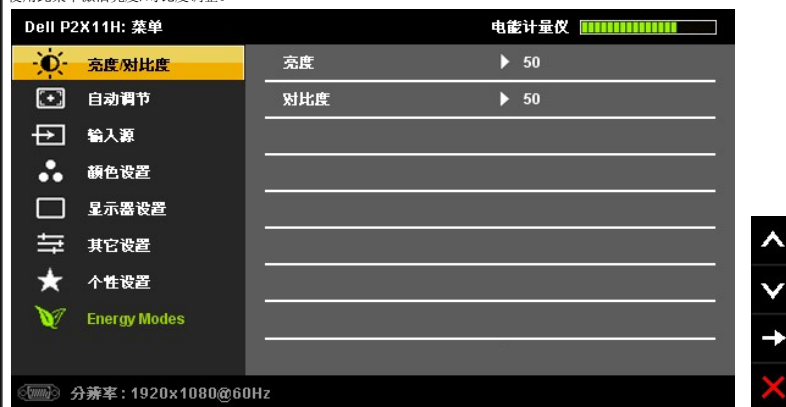 Dell P2X11H: 菜单 电能计量仪
亮度/对比度 亮度 50
自动调节 对比度 50
输入源
颜色设置
显示器设置
其它设置
个性设置
Energy Modes
分辨率: 1920x1080@60Hz